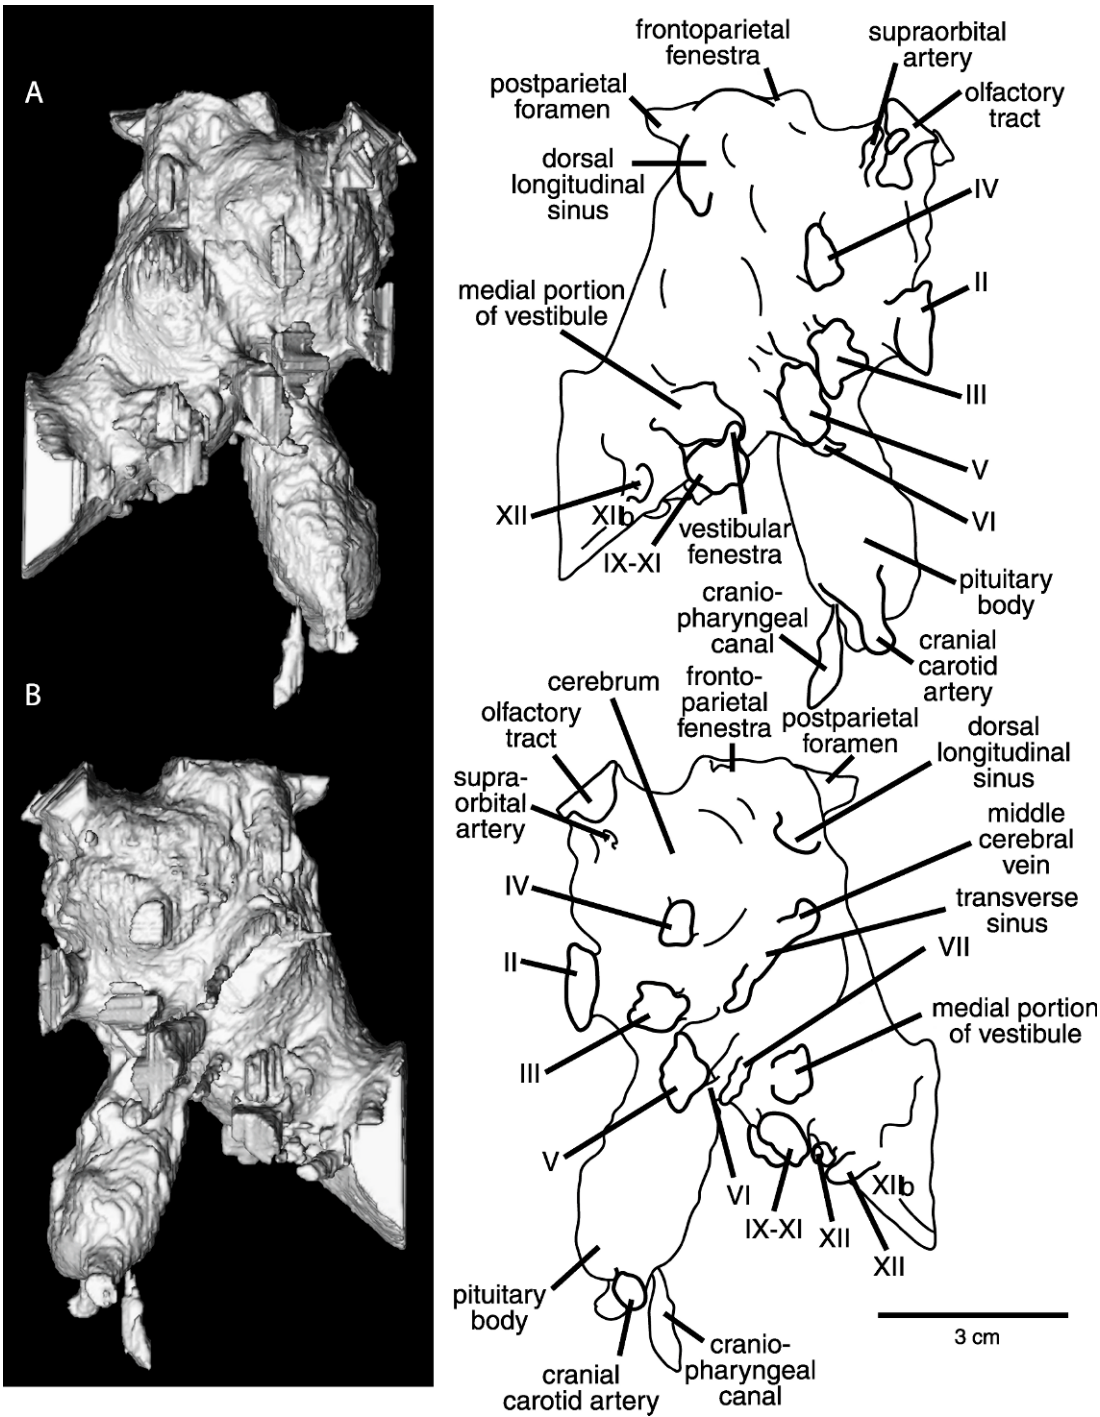 A
frontoparietal
fenestra
supraorbital
artery
postparietal
foramen
olfactory
tract
dorsal
longitudinal
sinus
IV
medial portion
of vestibule
II
III
V
XII
XIIb
vestibular
fenestra
VI
IX-XI
pituitary
body
cranio-
pharyngeal
canal
cranial
carotid
artery
B
cerebrum
fronto-
parietal
fenestra
olfactory
tract
postparietal
foramen
dorsal
longitudinal
sinus
supra-
orbital
artery
middle
cerebral
vein
IV
transverse
sinus
II
VII
medial portion
of vestibule
III
V
VI
XIIb
IX-XI
XII
XII
pituitary
body
3 cm
cranial
carotid artery
cranio-
pharyngeal
canal